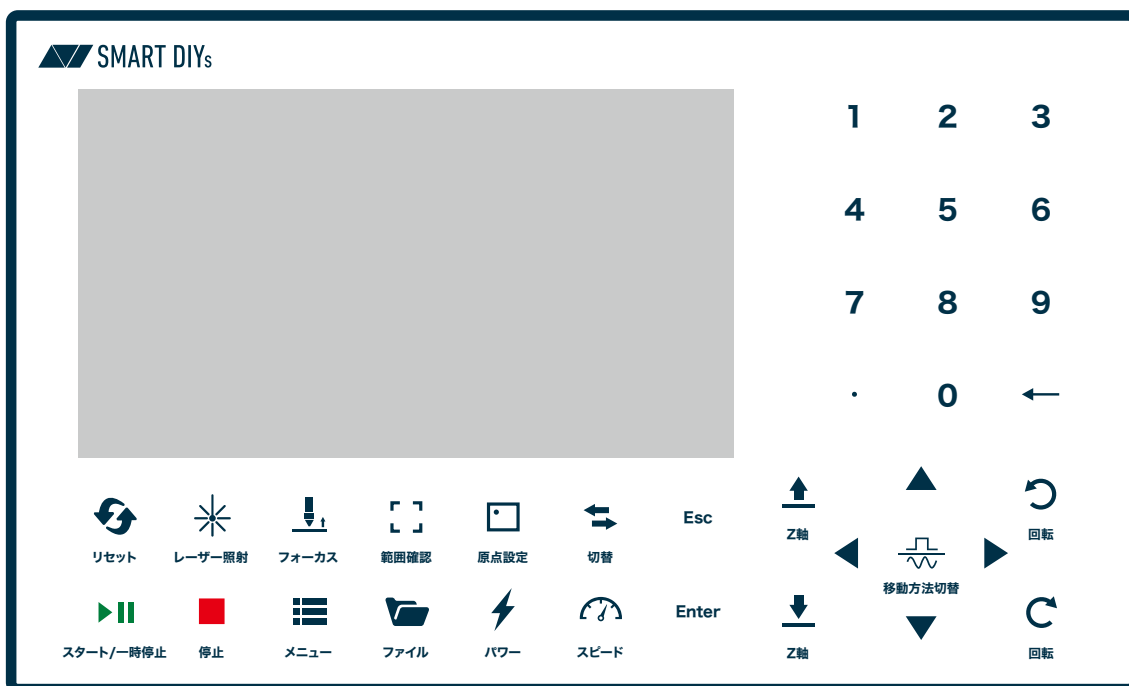 SMART DIYs
1 2 3
4 5 6
7 8 9
. 0
Esc
リセット レーザー照射 フォーカス 範囲確認 原点設定 切替
Enter
スタート/一時停止 停止 メニュー ファイル パワー スピード
Z軸 回転
移動方法切替
Z軸 回転